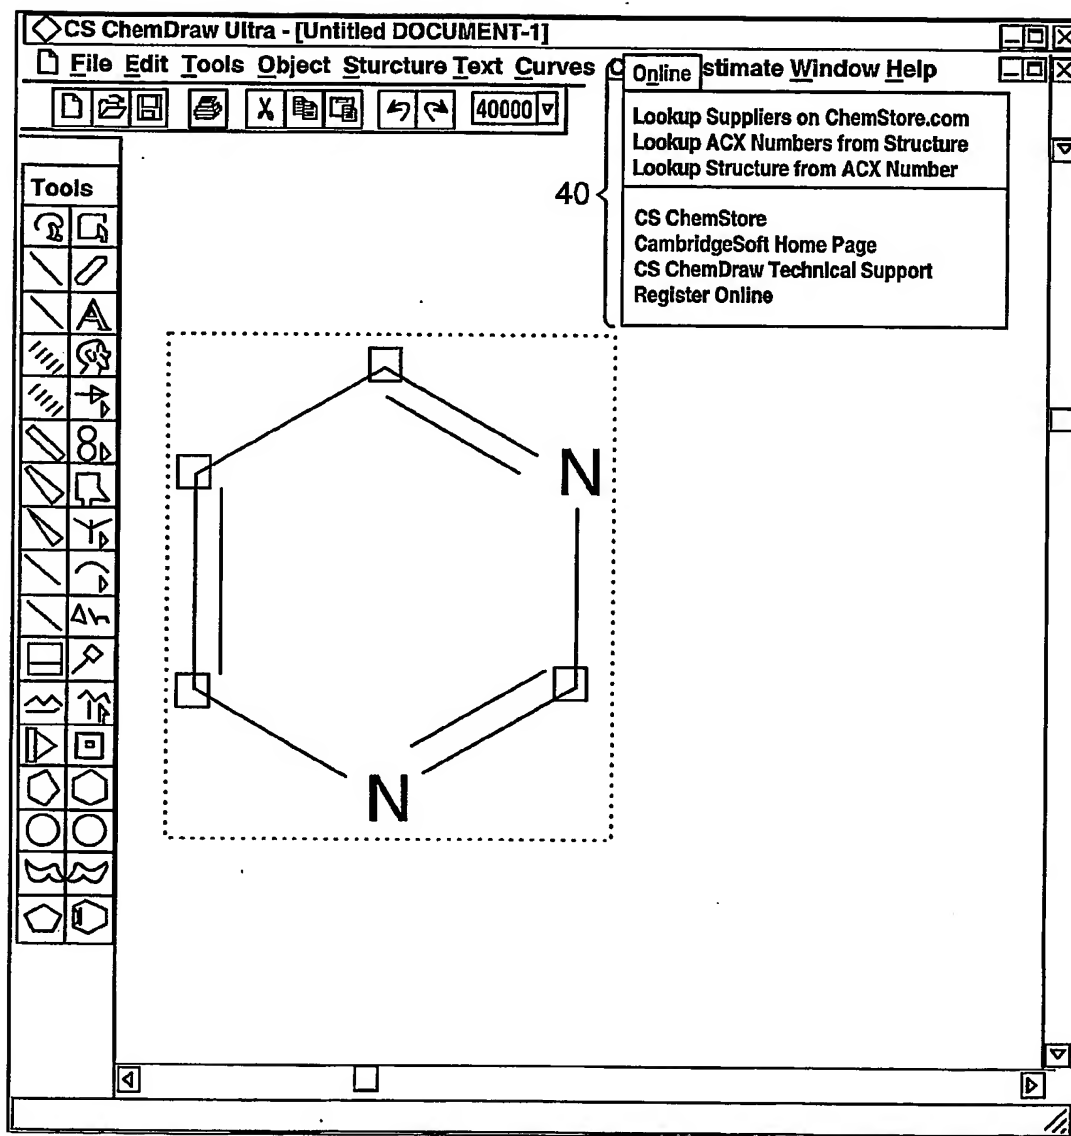 CS ChemDraw Ultra - [Untitled DOCUMENT-1]
File Edit Tools Object Sturcture Text Curves C Online stimate Window Help
40000
Lookup Suppliers on ChemStore.com
Lookup ACX Numbers from Structure
Lookup Structure from ACX Number
40
CS ChemStore
CambridgeSoft Home Page
CS ChemDraw Technical Support
Register Online
Tools
A
N
N